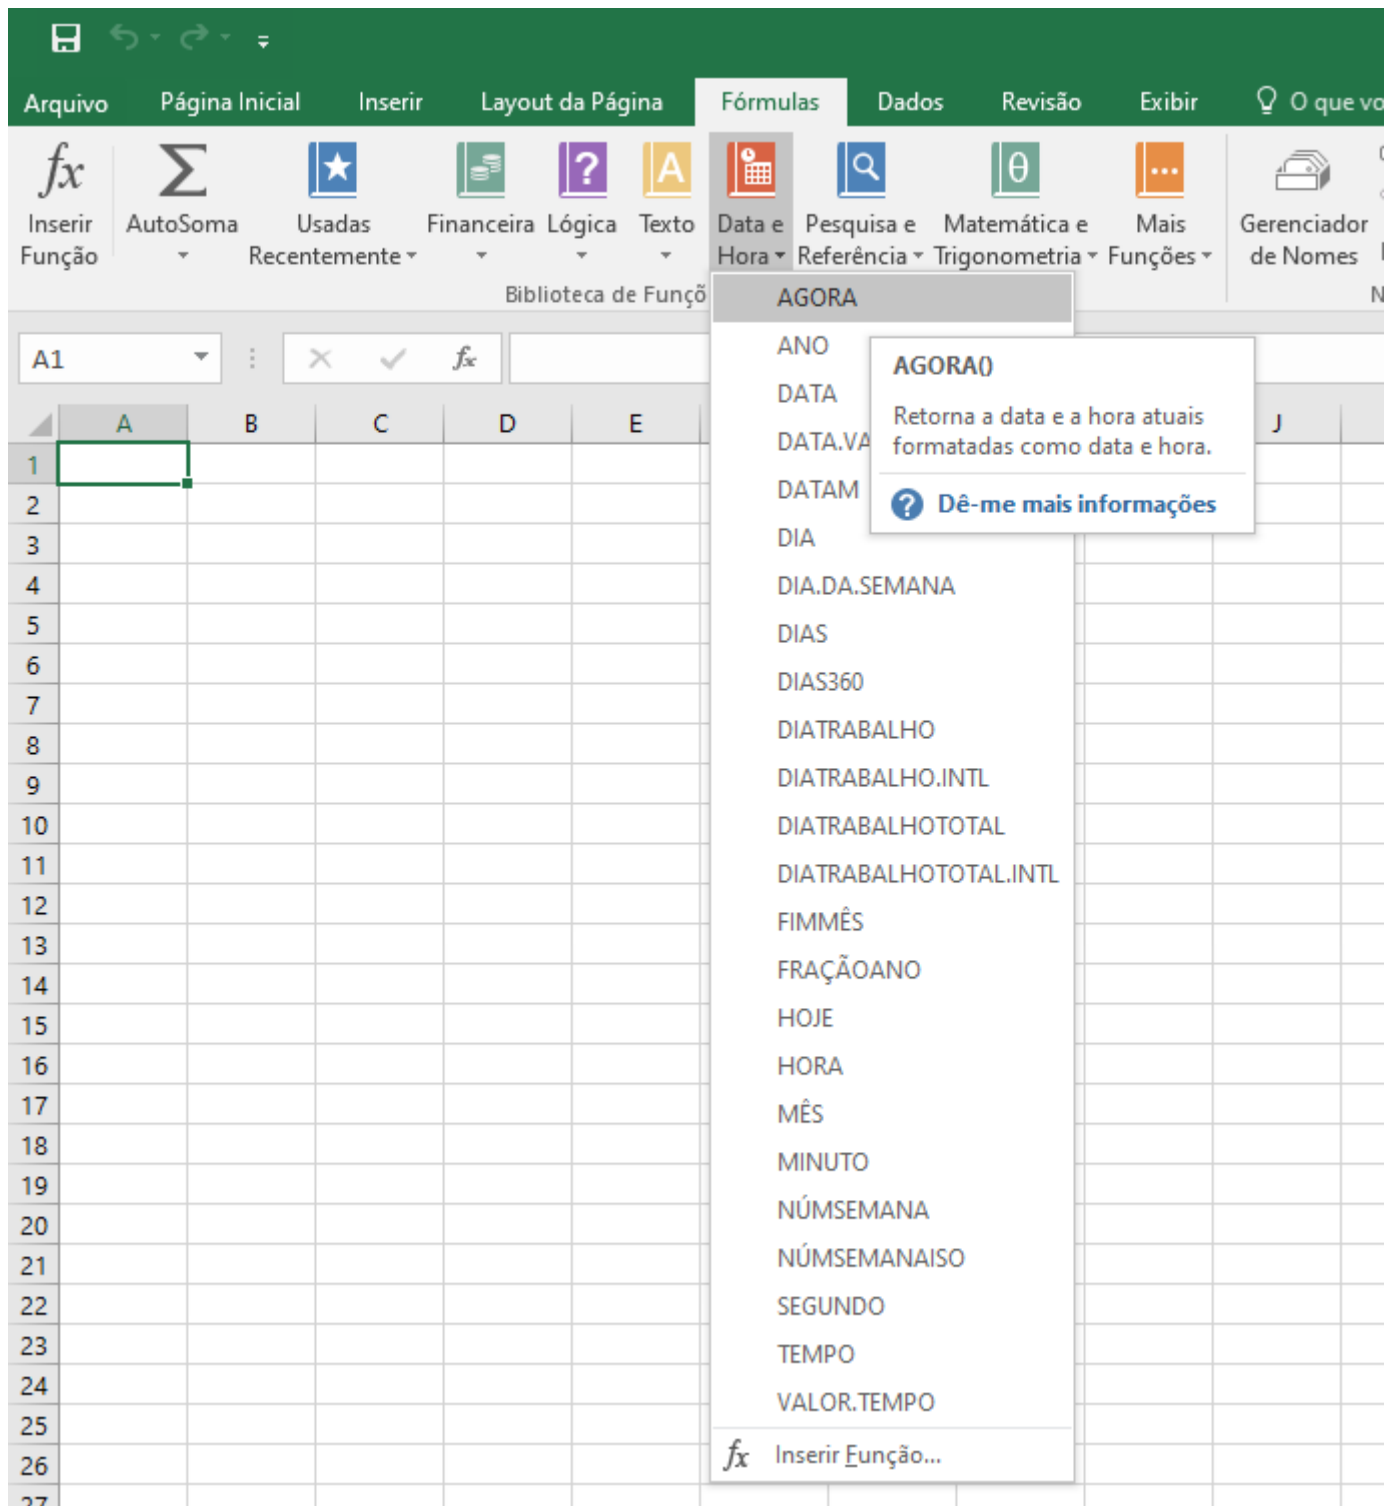 Arquivo Página Inicial Inserir Layout da Página Fórmulas Dados Revisão Exibir O que vo
fx Σ θ
Inserir Função
AutoSoma
Usadas Recentemente
Financeira
Lógica
Texto
Data e Hora
Pesquisa e Referência
Matemática e Trigonometria
Mais Funções
Gerenciador de Nomes
Biblioteca de Funçõ
N
A1 fx
A B C D E J
1
2
3
4
5
6
7
8
9
10
11
12
13
14
15
16
17
18
19
20
21
22
23
24
25
26
27
AGORA
ANO
DATA
DATA.VA
DATAM
DIA
DIA.DA.SEMANA
DIAS
DIAS360
DIATRABALHO
DIATRABALHO.INTL
DIATRABALHOTOTAL
DIATRABALHOTOTAL.INTL
FIMMÊS
FRAÇÃOANO
HOJE
HORA
MÊS
MINUTO
NÚMSEMANA
NÚMSEMANAISO
SEGUNDO
TEMPO
VALOR.TEMPO
fx Inserir Função...
AGORA()
Retorna a data e a hora atuais
formatadas como data e hora.
Dê-me mais informações